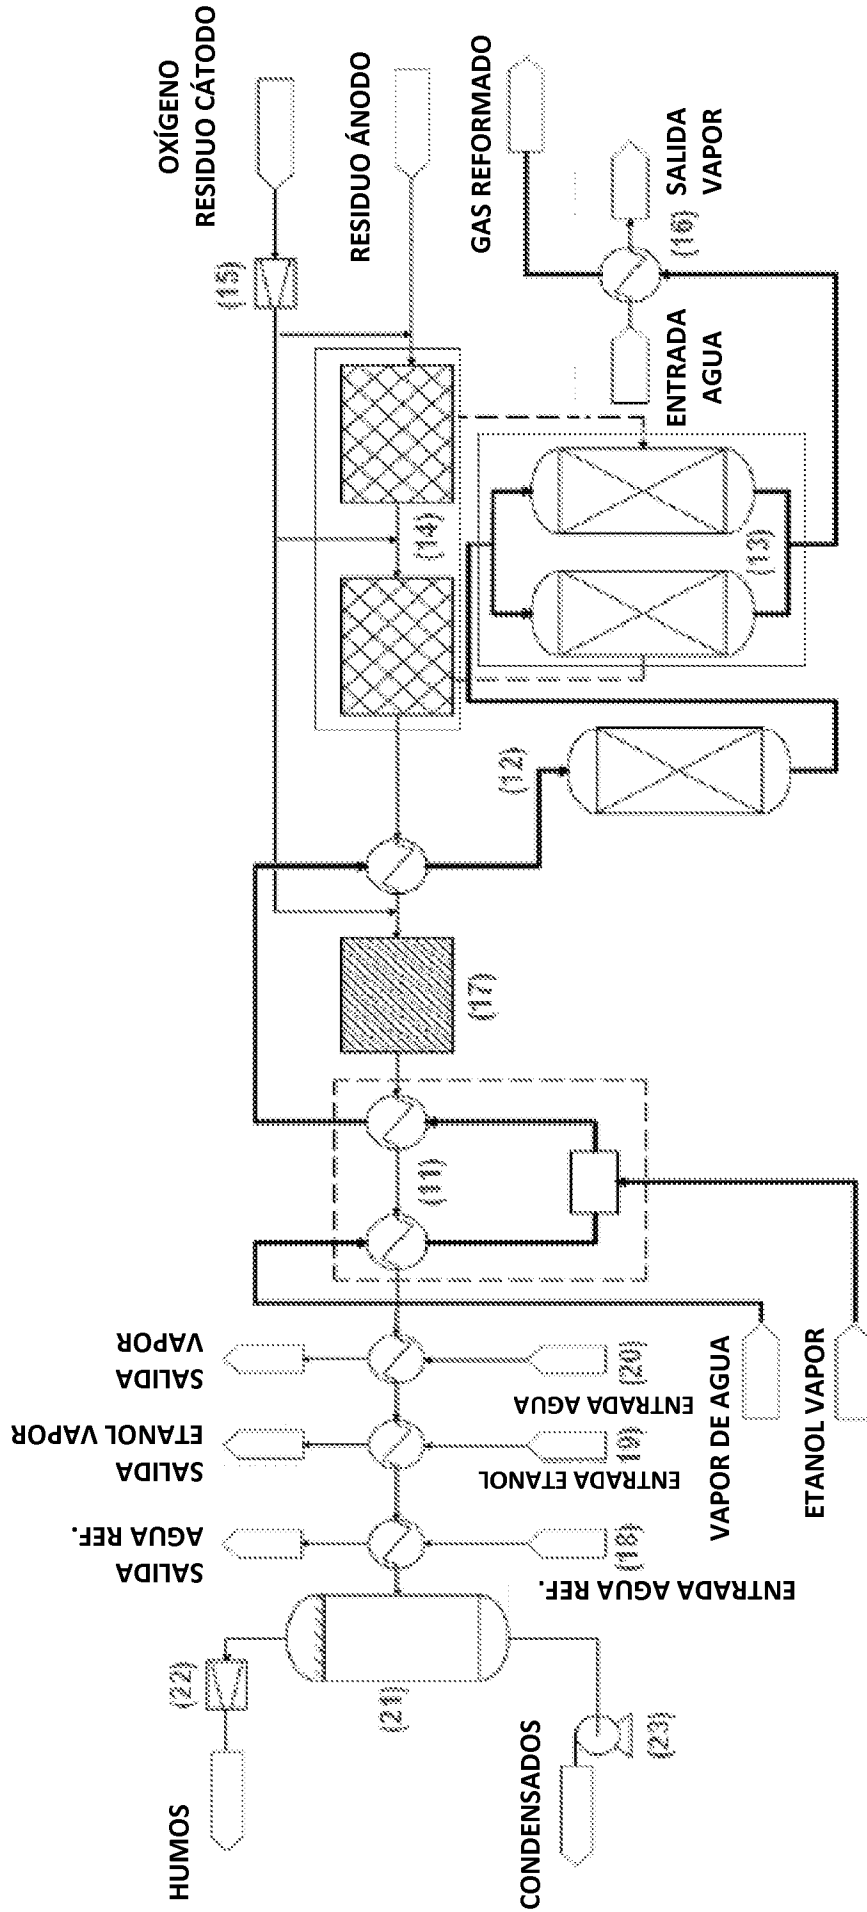 OXÍGENO
RESIDUO CÁTODO
(15)
RESIDUO ÁNODO
GAS REFORMADO
SALIDA
VAPOR
(16)
ENTRADA
AGUA
(14)
(13)
(12)
(17)
(11)
SALIDA
VAPOR
ENTRADA AGUA
(20)
SALIDA
ETANOL VAPOR
ENTRADA ETANOL
19)
SALIDA
AGUA REF.
ENTRADA AGUA REF.
(18)
VAPOR DE AGUA
ETANOL VAPOR
(22)
HUMOS
(21)
CONDENSADOS
(23)